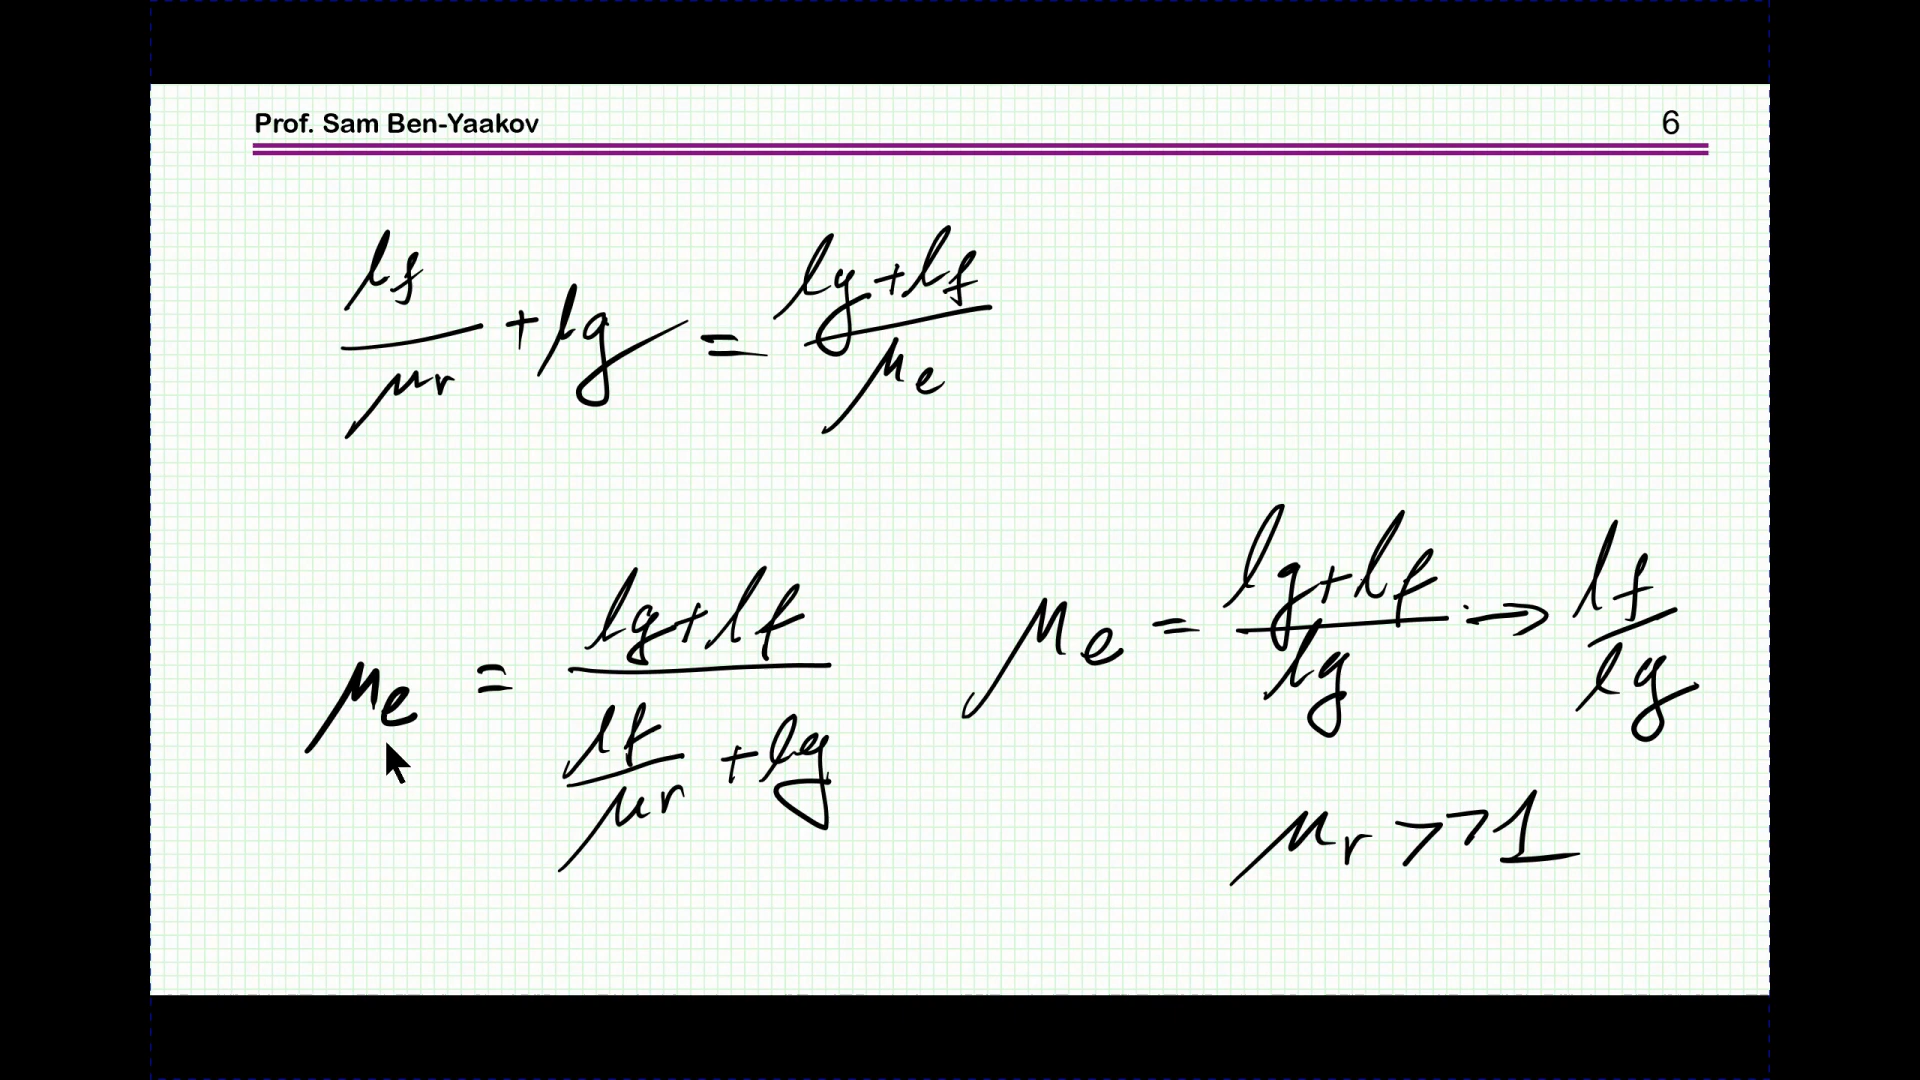 Prof. Sam Ben-Yaakov 6
lf/μr + lg = (lg+lf)/μe
μe = (lg+lf)/(lf/μr + lg)
μe = (lg+lf)/lg → lf/lg
μr >> 1